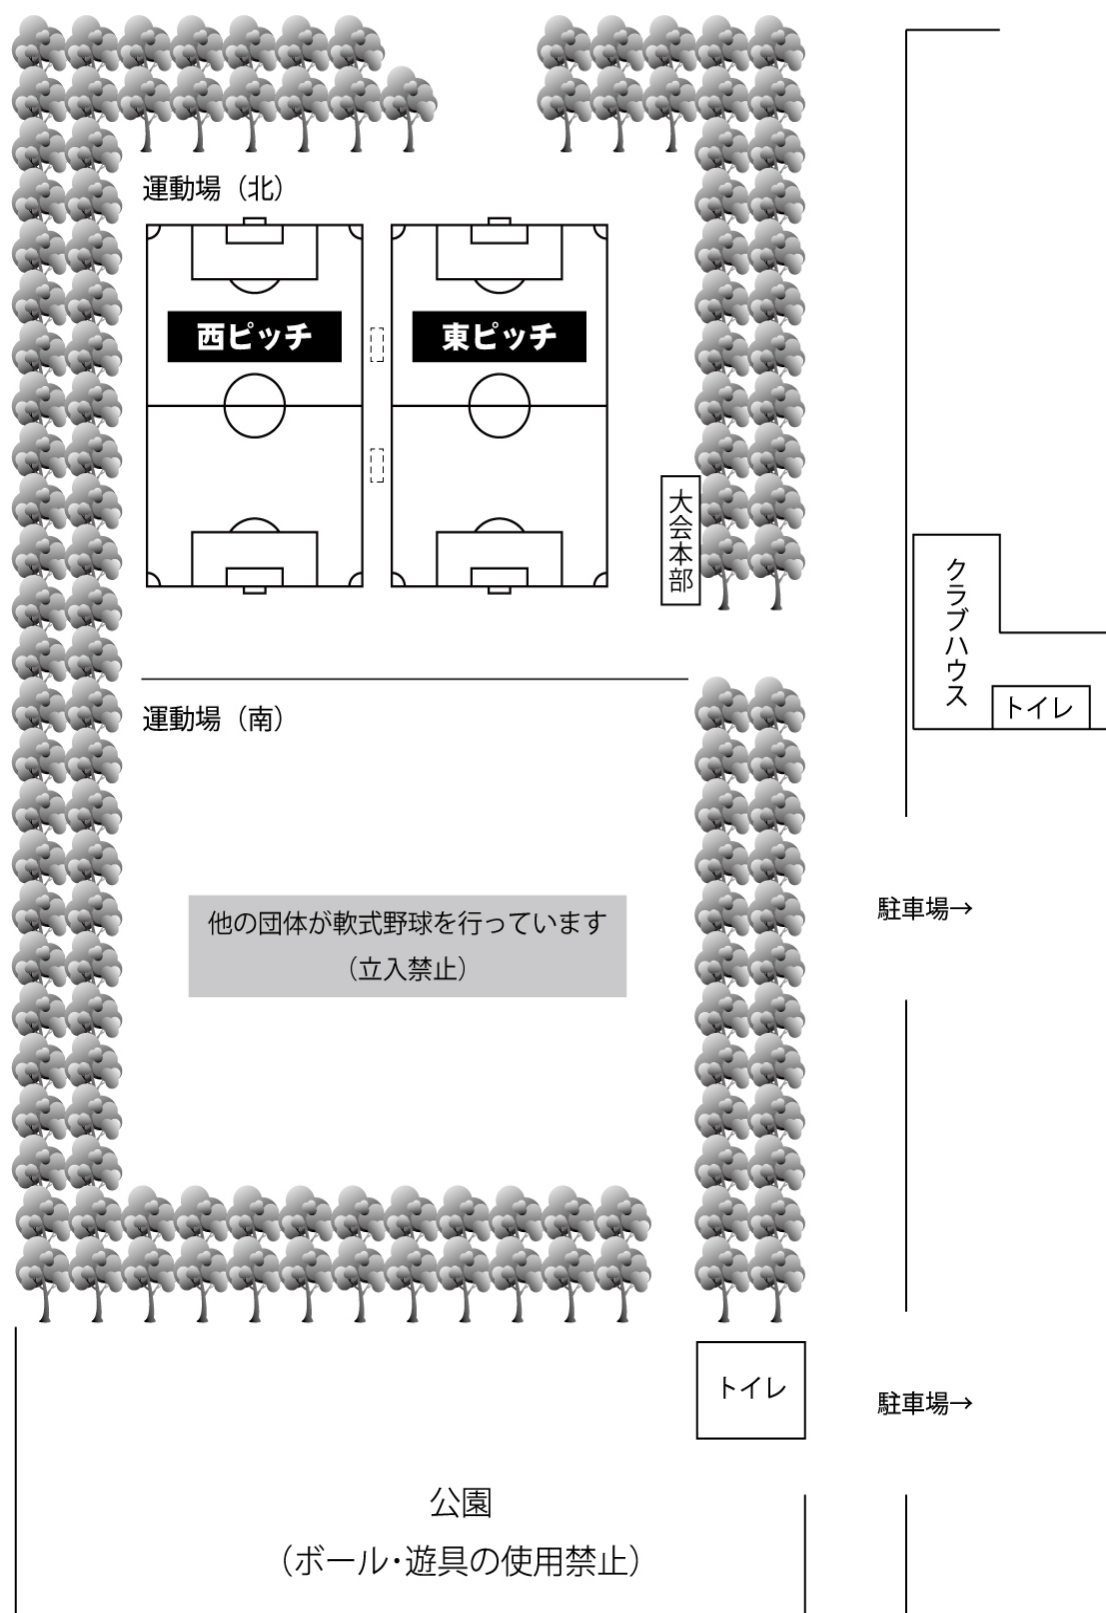 運動場（北）
西ピッチ
東ピッチ
大会本部
クラブハウス
トイレ
運動場（南）
他の団体が軟式野球を行っています
（立入禁止）
駐車場→
トイレ
駐車場→
公園
（ボール・遊具の使用禁止）